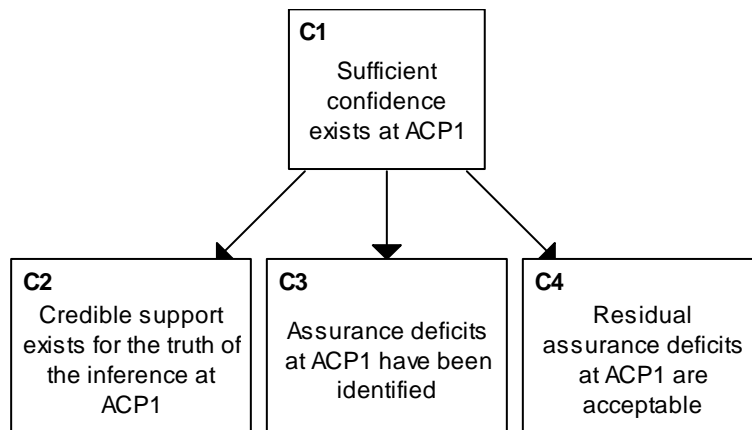 C1
Sufficient
confidence
exists at ACP1
C2
Credible support
exists for the truth of
the inference at
ACP1
C3
Assurance deficits
at ACP1 have been
identified
C4
Residual
assurance deficits
at ACP1 are
acceptable